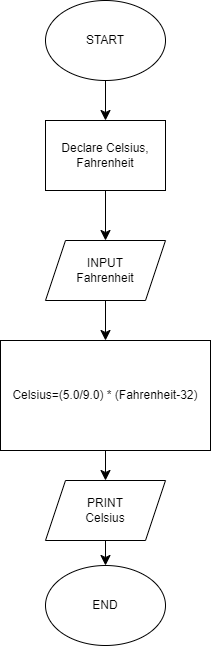 START
Declare Celsius,
Fahrenheit
INPUT
Fahrenheit
Celsius=(5.0/9.0) * (Fahrenheit-32)
PRINT
Celsius
END